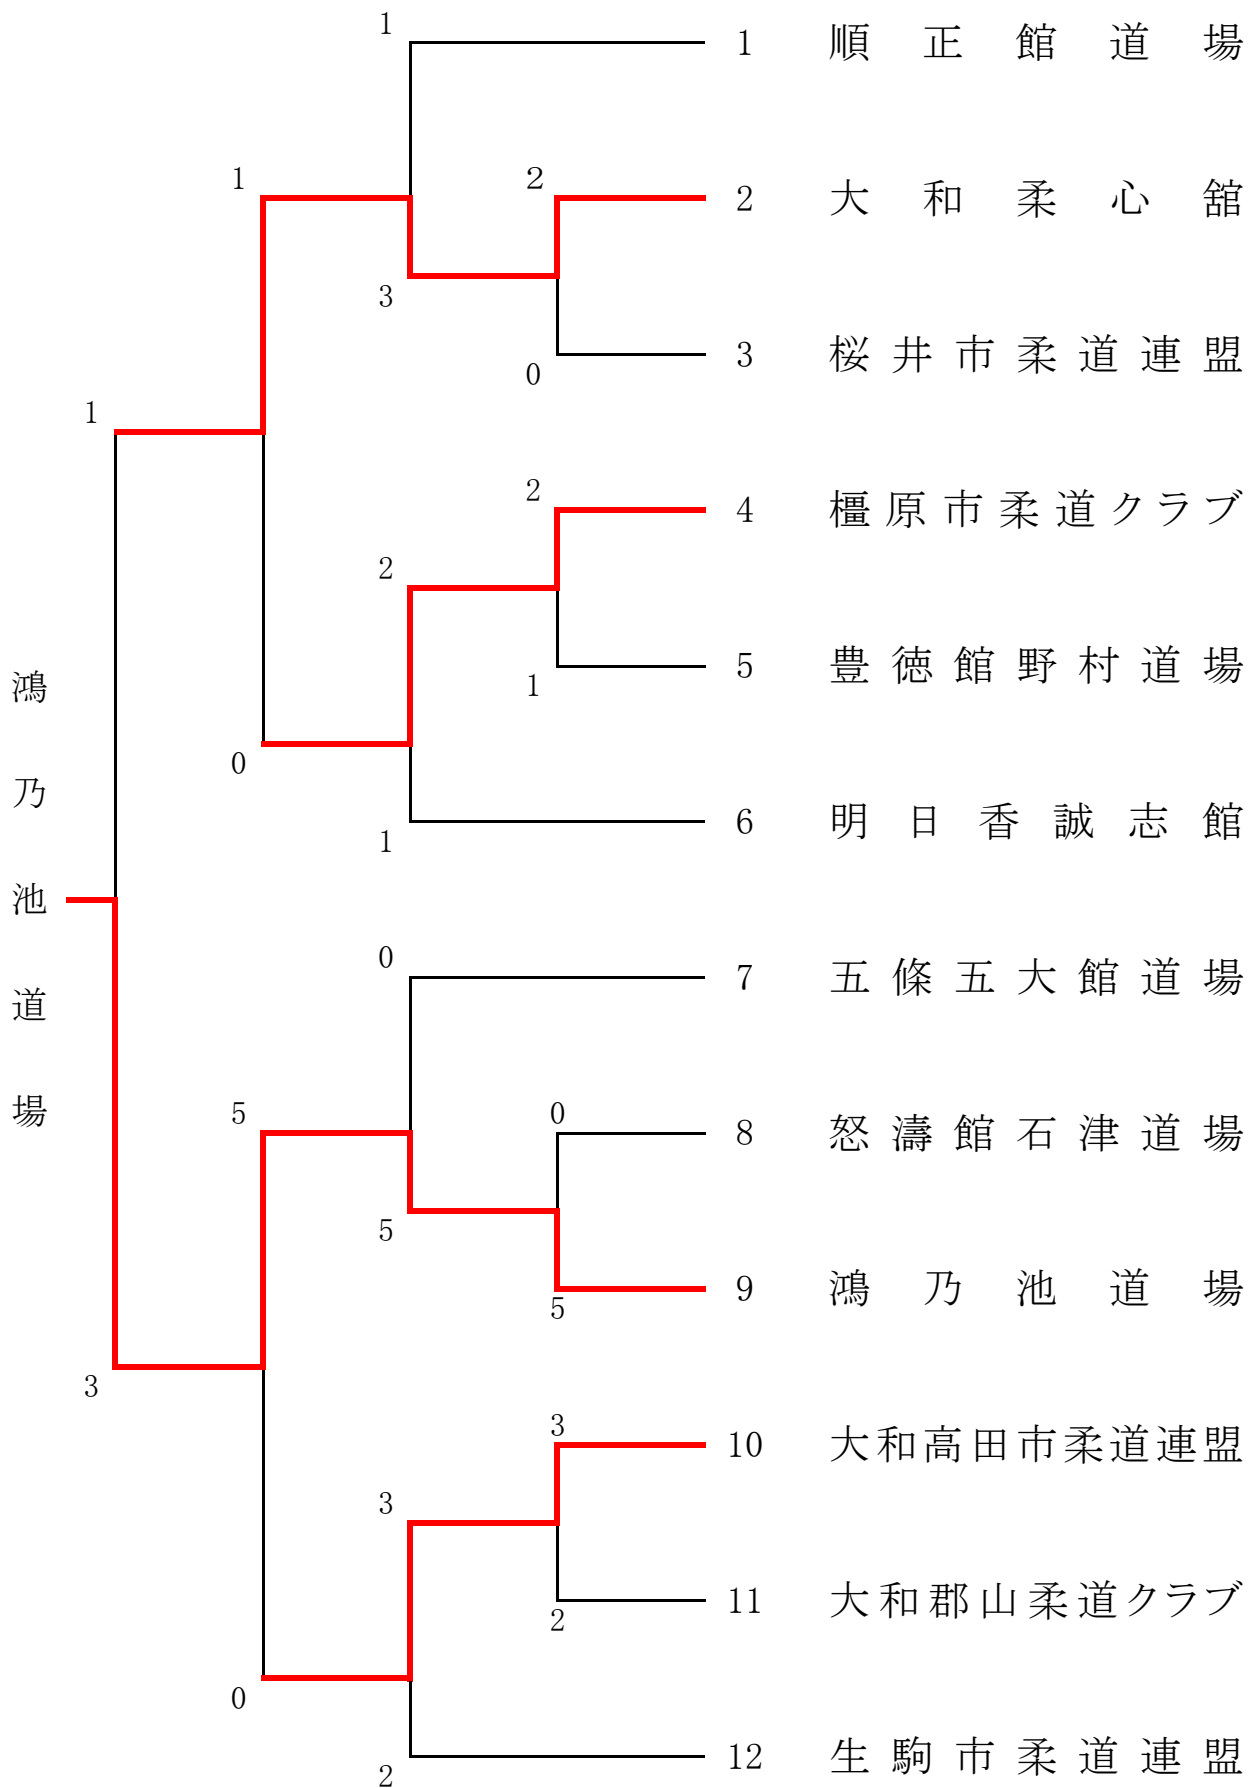 1
1 順正館道場
1
2
2 大和柔心舘
3
3 桜井市柔道連盟
0
1
2
4 橿原市柔道クラブ
2
5 豊徳館野村道場
1
0
6 明日香誠志館
1
鴻乃池道場
0
7 五條五大館道場
5
0
8 怒濤館石津道場
5
9 鴻乃池道場
5
3
3
10 大和高田市柔道連盟
3
11 大和郡山柔道クラブ
2
0
12 生駒市柔道連盟
2